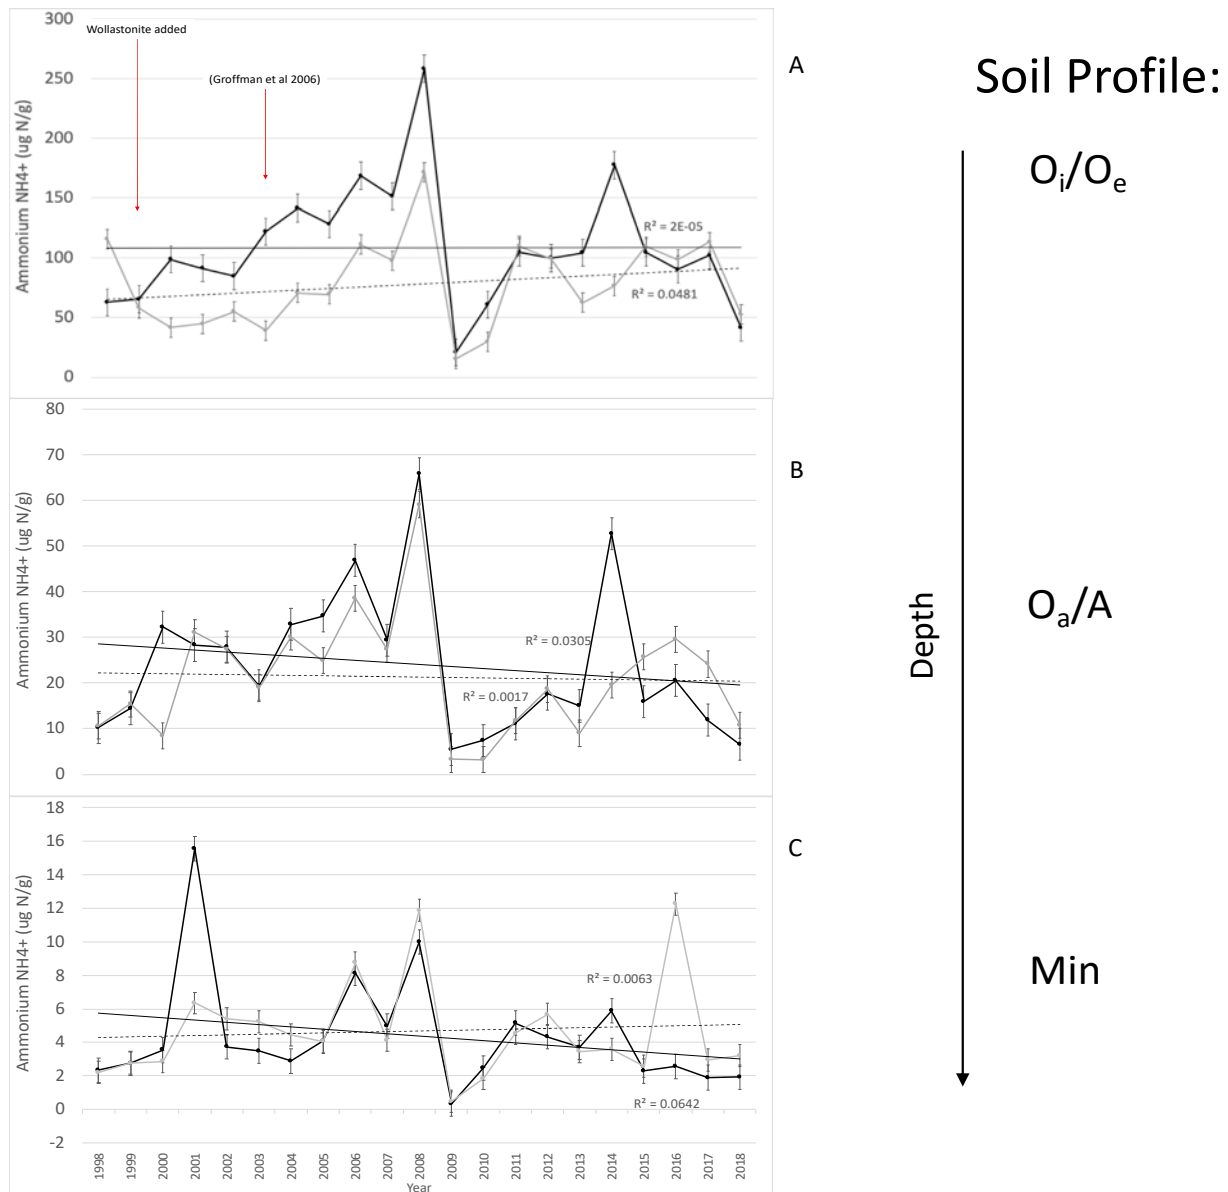 Soil Profile:
Wollastonite added
(Groffman et al 2006)
A
Ammonium NH4+ (ug N/g)
300
250
200
150
100
50
0
R² = 2E-05
R² = 0.0481
O_i/O_e
B
Ammonium NH4+ (ug N/g)
80
70
60
50
40
30
20
10
0
R² = 0.0305
R² = 0.0017
Depth
O_a/A
C
Ammonium NH4+ (ug N/g)
18
16
14
12
10
8
6
4
2
0
-2
R² = 0.0063
R² = 0.0642
Min
1998 1999 2000 2001 2002 2003 2004 2005 2006 2007 2008 2009 2010 2011 2012 2013 2014 2015 2016 2017 2018
Year